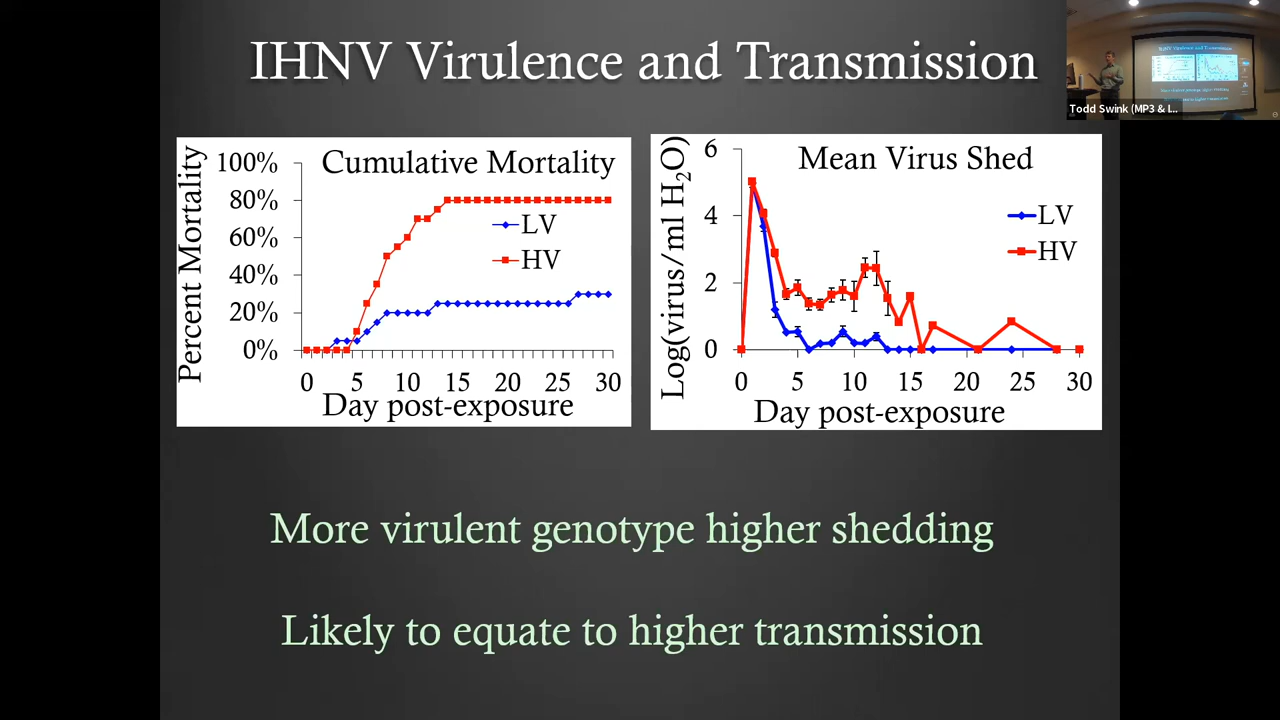 IHNV Virulence and Transmission
Todd Swink (MP3 & I...
Cumulative Mortality
Percent Mortality
100%
80%
60%
40%
20%
0%
LV
HV
0 5 10 15 20 25 30
Day post-exposure
Mean Virus Shed
Log(virus/ml H₂O)
6
4
2
0
LV
HV
0 5 10 15 20 25 30
Day post-exposure
More virulent genotype higher shedding
Likely to equate to higher transmission